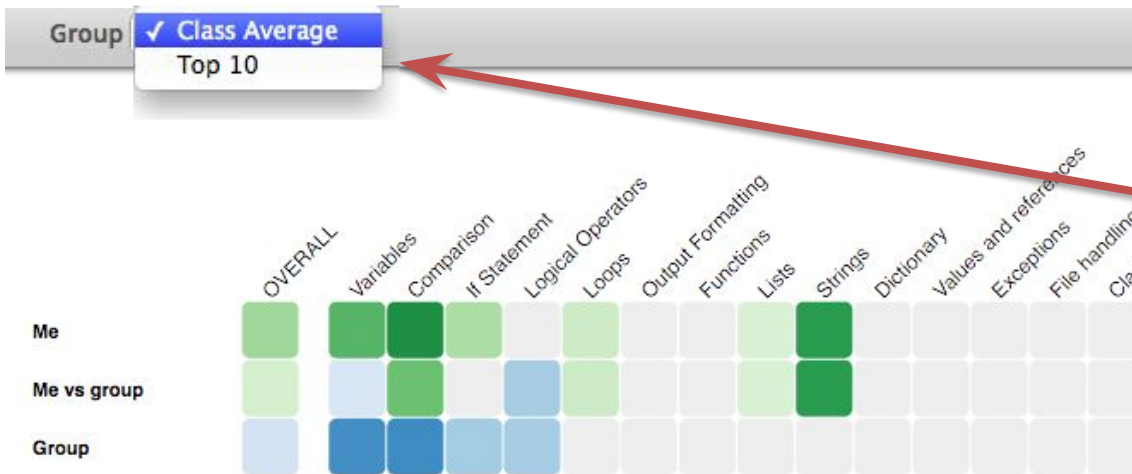 Group
✓ Class Average
Top 10
OVERALL
Variables
Comparison
If Statement
Logical Operators
Loops
Output Formatting
Functions
Lists
Strings
Dictionary
Values and references
Exceptions
File handling
Me
Me vs group
Group